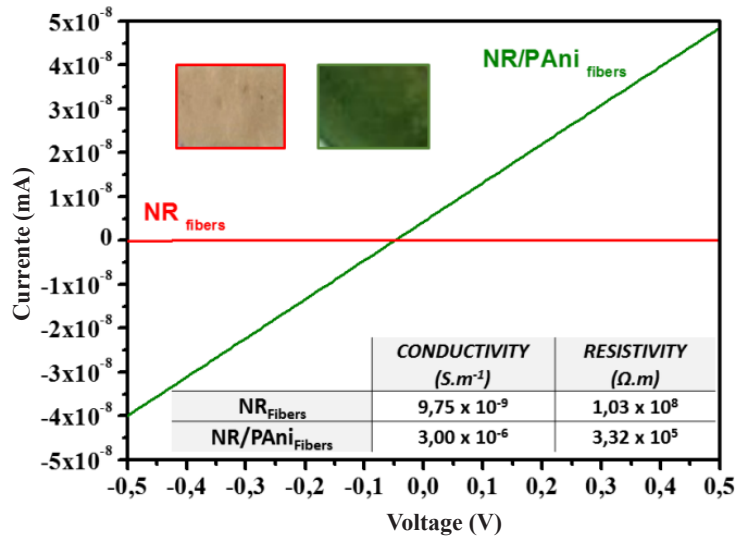 Currente (mA)
5x10-8
4x10-8
3x10-8
2x10-8
1x10-8
0
-1x10-8
-2x10-8
-3x10-8
-4x10-8
-5x10-8
NR/PAni fibers
NR fibers
CONDUCTIVITY (S.m-1) RESISTIVITY (Ω.m)
NRFibers 9,75 x 10-9 1,03 x 108
NR/PAniFibers 3,00 x 10-6 3,32 x 105
-0,5 -0,4 -0,3 -0,2 -0,1 0,0 0,1 0,2 0,3 0,4 0,5
Voltage (V)